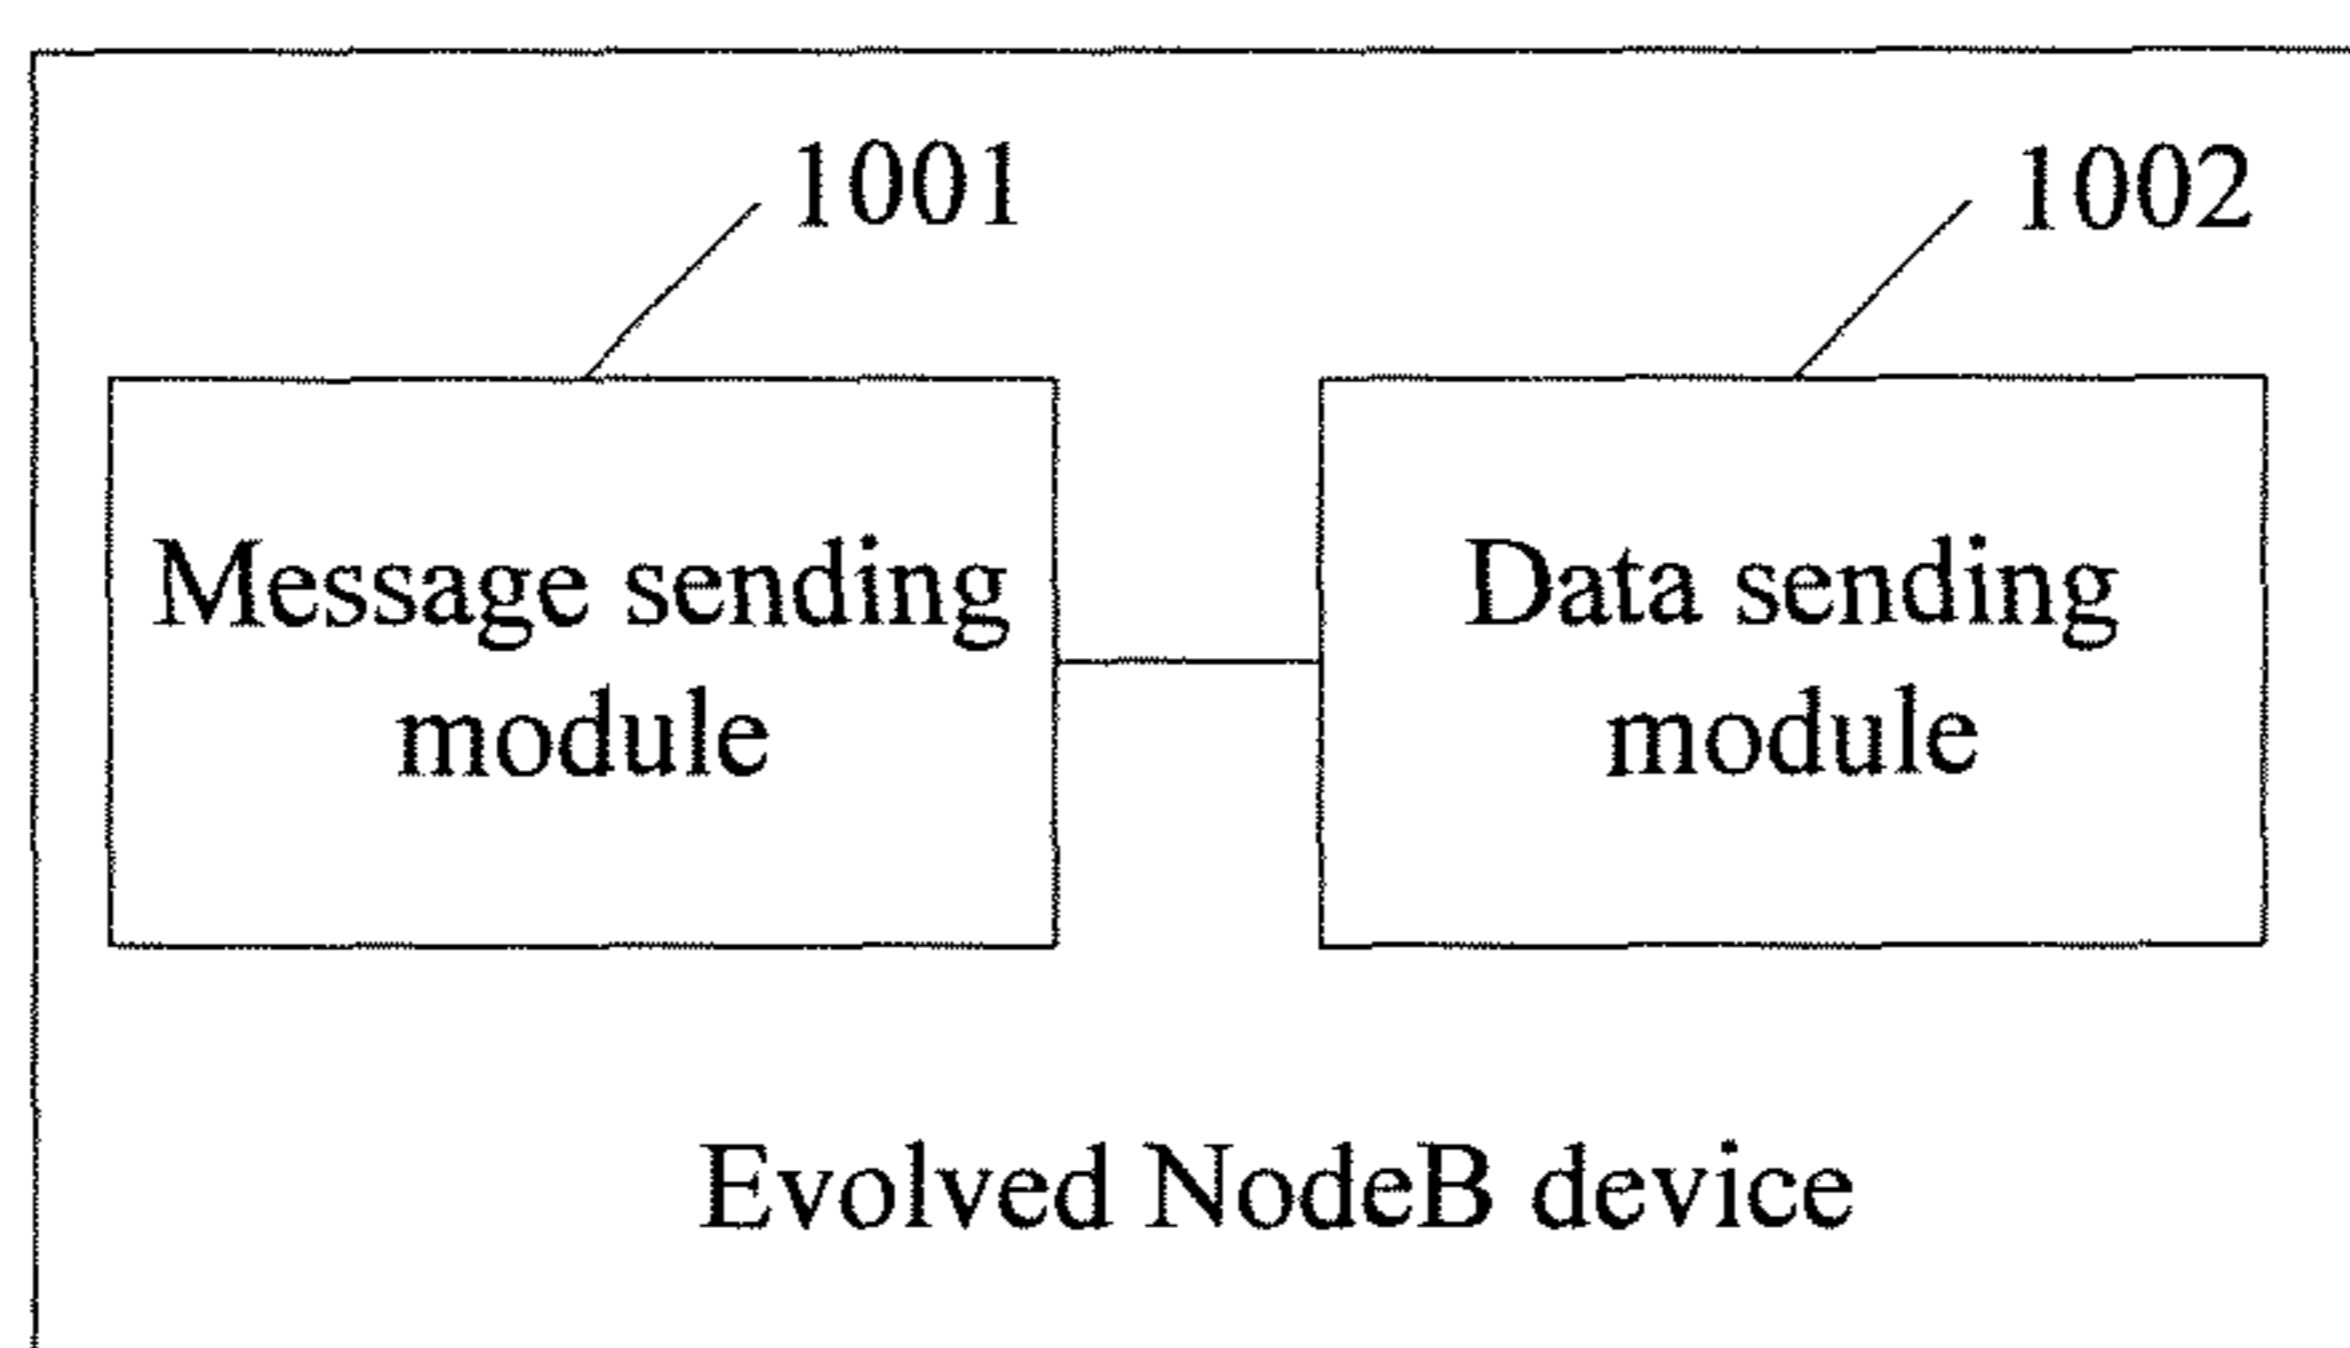 1001
1002
Message sending
module
Data sending
module
Evolved NodeB device